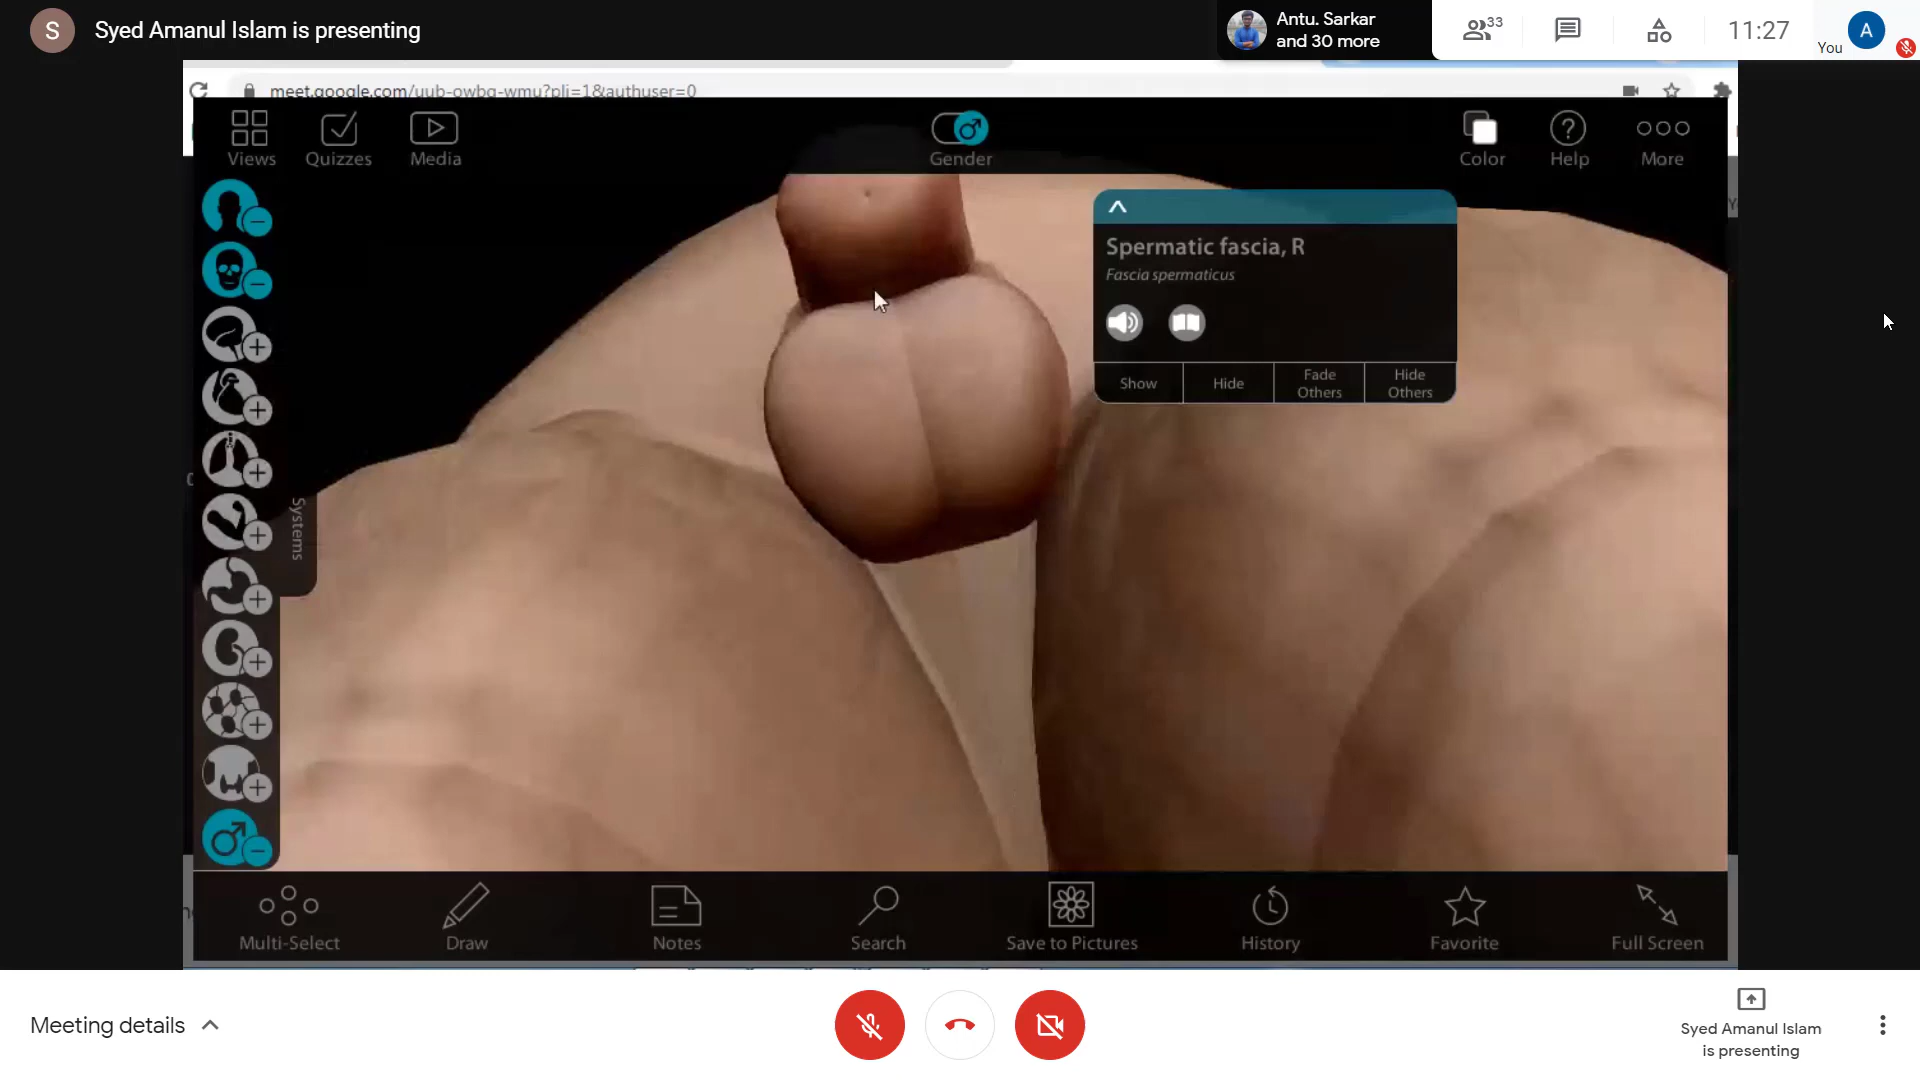 S
Syed Amanul Islam is presenting
Antu. Sarkar
and 30 more
33
11:27
You
A
meet.google.com/uub-owbq-wmu?pli=1&authuser=0
Views
Quizzes
Media
Gender
Color
Help
More
Spermatic fascia, R
Fascia spermaticus
Show
Hide
Fade
Others
Hide
Others
Systems
Multi-Select
Draw
Notes
Search
Save to Pictures
History
Favorite
Full Screen
Meeting details
Syed Amanul Islam
is presenting